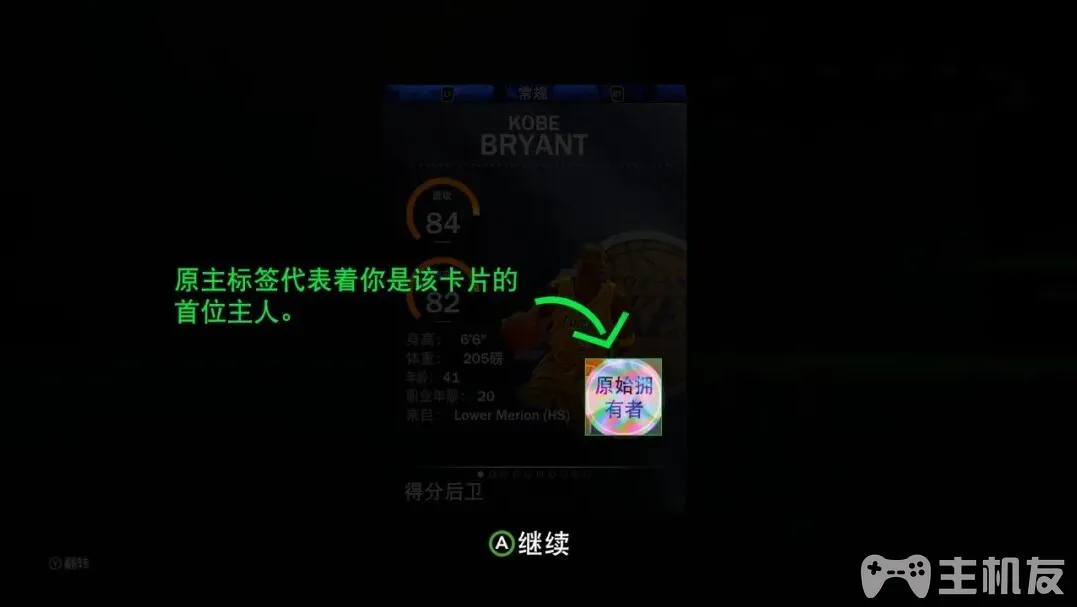 常规
KOBE
BRYANT
84
82
原主标签代表着你是该卡片的
首位主人。
身高： 6'6"
体重： 205磅
年龄： 41
职业年限： 20
来自： Lower Merion (HS)
原始拥
有者
得分后卫
A 继续
Y 翻转
主机友